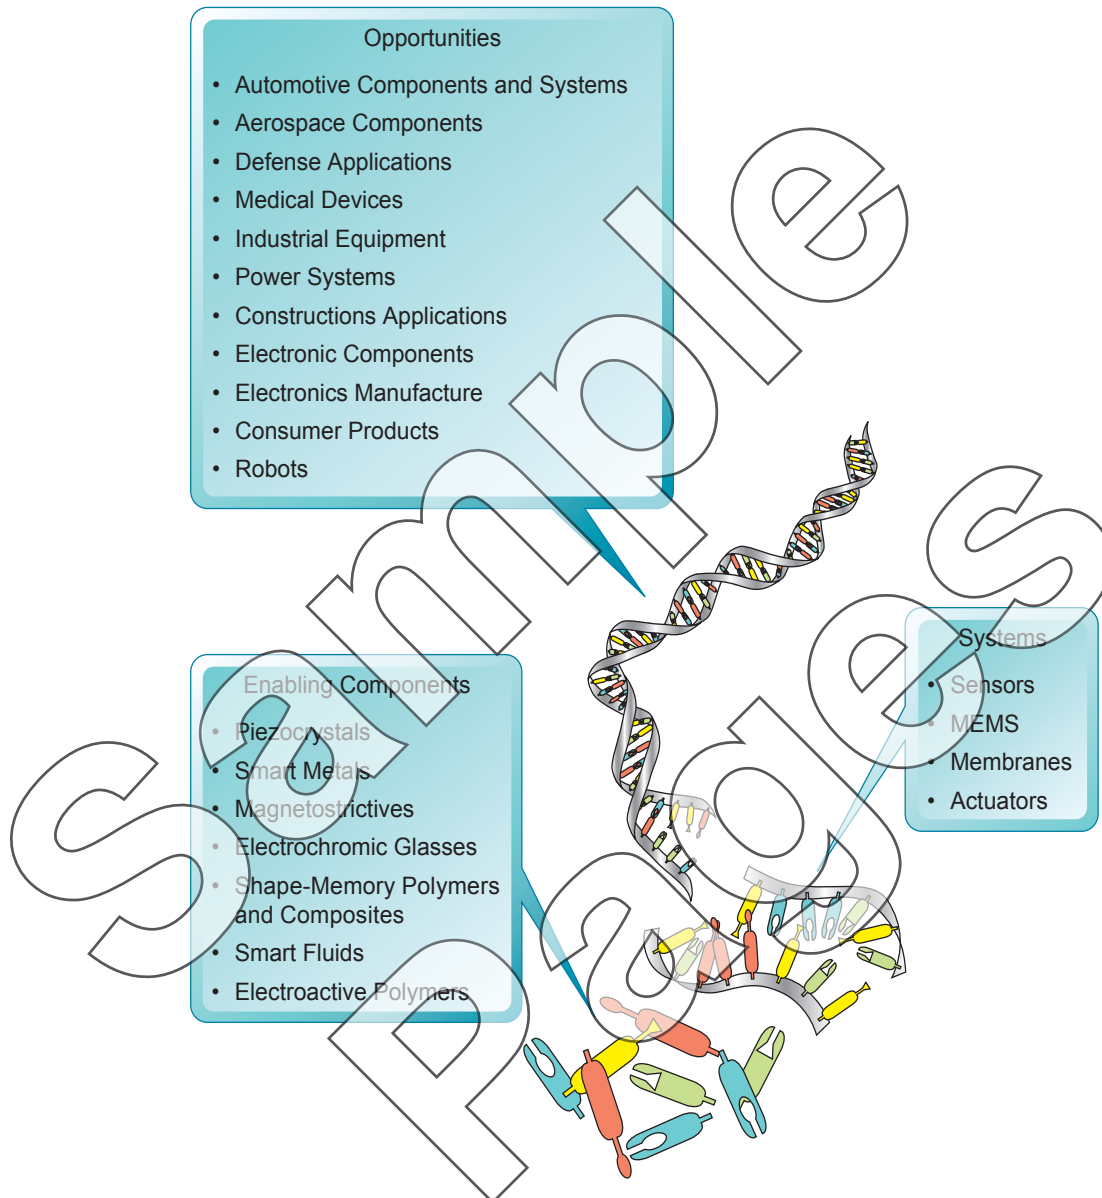 Opportunities
• Automotive Components and Systems
• Aerospace Components
• Defense Applications
• Medical Devices
• Industrial Equipment
• Power Systems
• Constructions Applications
• Electronic Components
• Electronics Manufacture
• Consumer Products
• Robots
Enabling Components
• Piezocrystals
• Smart Metals
• Magnetostrictives
• Electrochromic Glasses
• Shape-Memory Polymers
and Composites
• Smart Fluids
• Electroactive Polymers
Systems
• Sensors
• MEMS
• Membranes
• Actuators
Sample
Pages